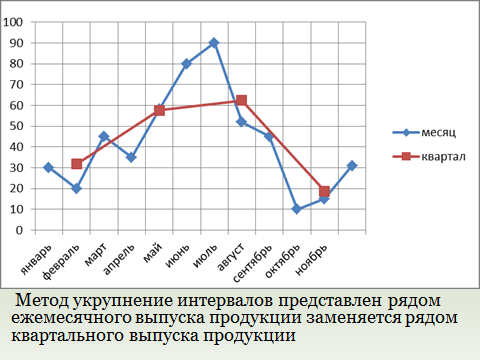 100
90
80
70
60
50
40
30
20
10
0
январь
февраль
март
апрель
май
июнь
июль
август
сентябрь
октябрь
ноябрь
месяц
квартал
Метод укрупнение интервалов представлен рядом
ежемесячного выпуска продукции заменяется рядом
квартального выпуска продукции